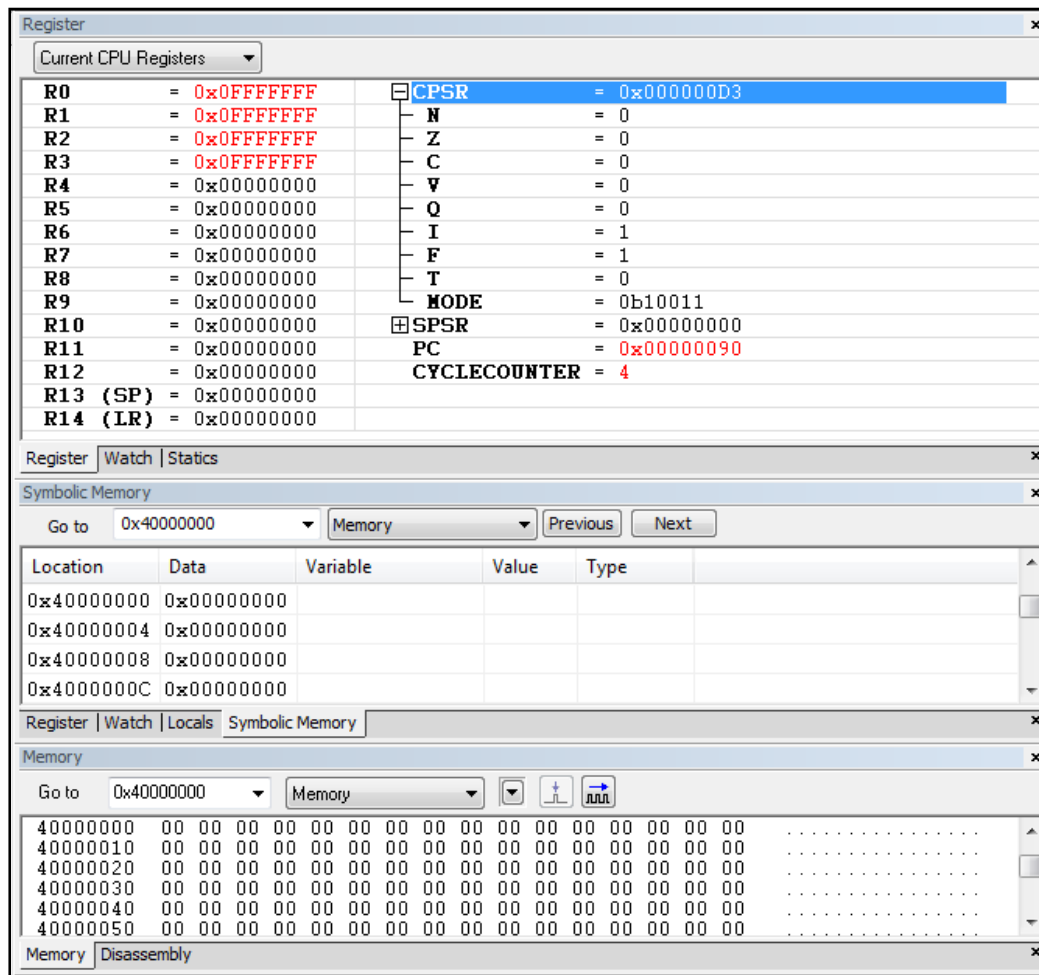 Register
Current CPU Registers
R0 = 0x0FFFFFFF CPSR = 0x000000D3
R1 = 0x0FFFFFFF N = 0
R2 = 0x0FFFFFFF Z = 0
R3 = 0x0FFFFFFF C = 0
R4 = 0x00000000 V = 0
R5 = 0x00000000 Q = 0
R6 = 0x00000000 I = 1
R7 = 0x00000000 F = 1
R8 = 0x00000000 T = 0
R9 = 0x00000000 MODE = 0b10011
R10 = 0x00000000 SPSR = 0x00000000
R11 = 0x00000000 PC = 0x00000090
R12 = 0x00000000 CYCLECOUNTER = 4
R13 (SP) = 0x00000000
R14 (LR) = 0x00000000
Register | Watch | Statics
Symbolic Memory
Go to 0x40000000 Memory Previous Next
Location Data Variable Value Type
0x40000000 0x00000000
0x40000004 0x00000000
0x40000008 0x00000000
0x4000000C 0x00000000
Register | Watch | Locals Symbolic Memory
Memory
Go to 0x40000000 Memory
40000000 00 00 00 00 00 00 00 00 00 00 00 00 00 00 00 00 ................
40000010 00 00 00 00 00 00 00 00 00 00 00 00 00 00 00 00 ................
40000020 00 00 00 00 00 00 00 00 00 00 00 00 00 00 00 00 ................
40000030 00 00 00 00 00 00 00 00 00 00 00 00 00 00 00 00 ................
40000040 00 00 00 00 00 00 00 00 00 00 00 00 00 00 00 00 ................
40000050 00 00 00 00 00 00 00 00 00 00 00 00 00 00 00 00 ................
Memory Disassembly